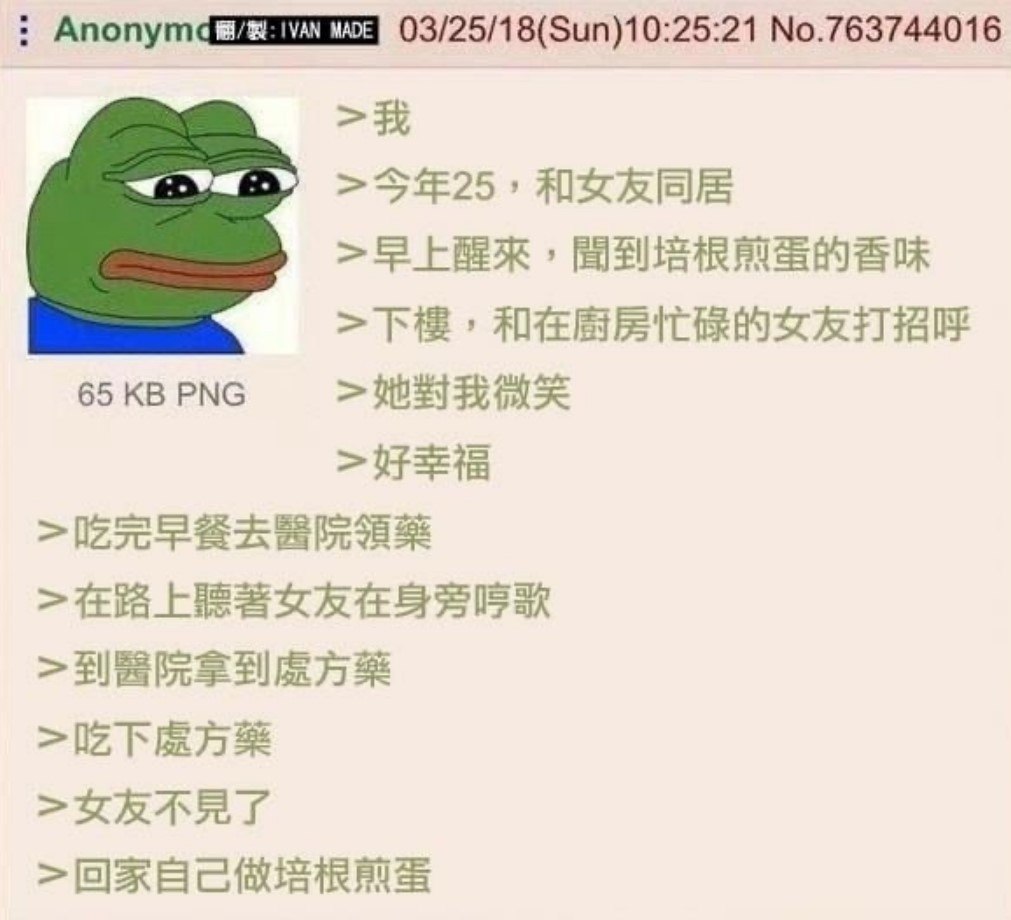 Anonymo 翻/製:IVAN MADE 03/25/18(Sun)10:25:21 No.763744016
>我
>今年25,和女友同居
>早上醒來,聞到培根煎蛋的香味
>下樓,和在廚房忙碌的女友打招呼
65 KB PNG
>她對我微笑
>好幸福
>吃完早餐去醫院領藥
>在路上聽著女友在身旁哼歌
>到醫院拿到處方藥
>吃下處方藥
>女友不見了
>回家自己做培根煎蛋